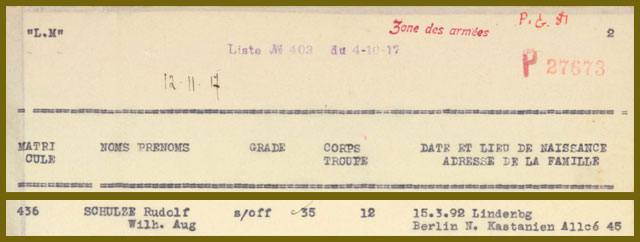 P. G. 
Zone des armées
"L.M" 2
Liste № 403 du 4-10-17
P 27673
12-11-17
MATRI NOMS PRENOMS GRADE CORPS DATE ET LIEU DE NAISSANCE
CULE TROUPE ADRESSE DE LA FAMILLE
436 SCHULZE Rudolf s/off 35 12 15.3.92 Lindenbg
Wilh. Aug Berlin N. Kastanien Alloé 45